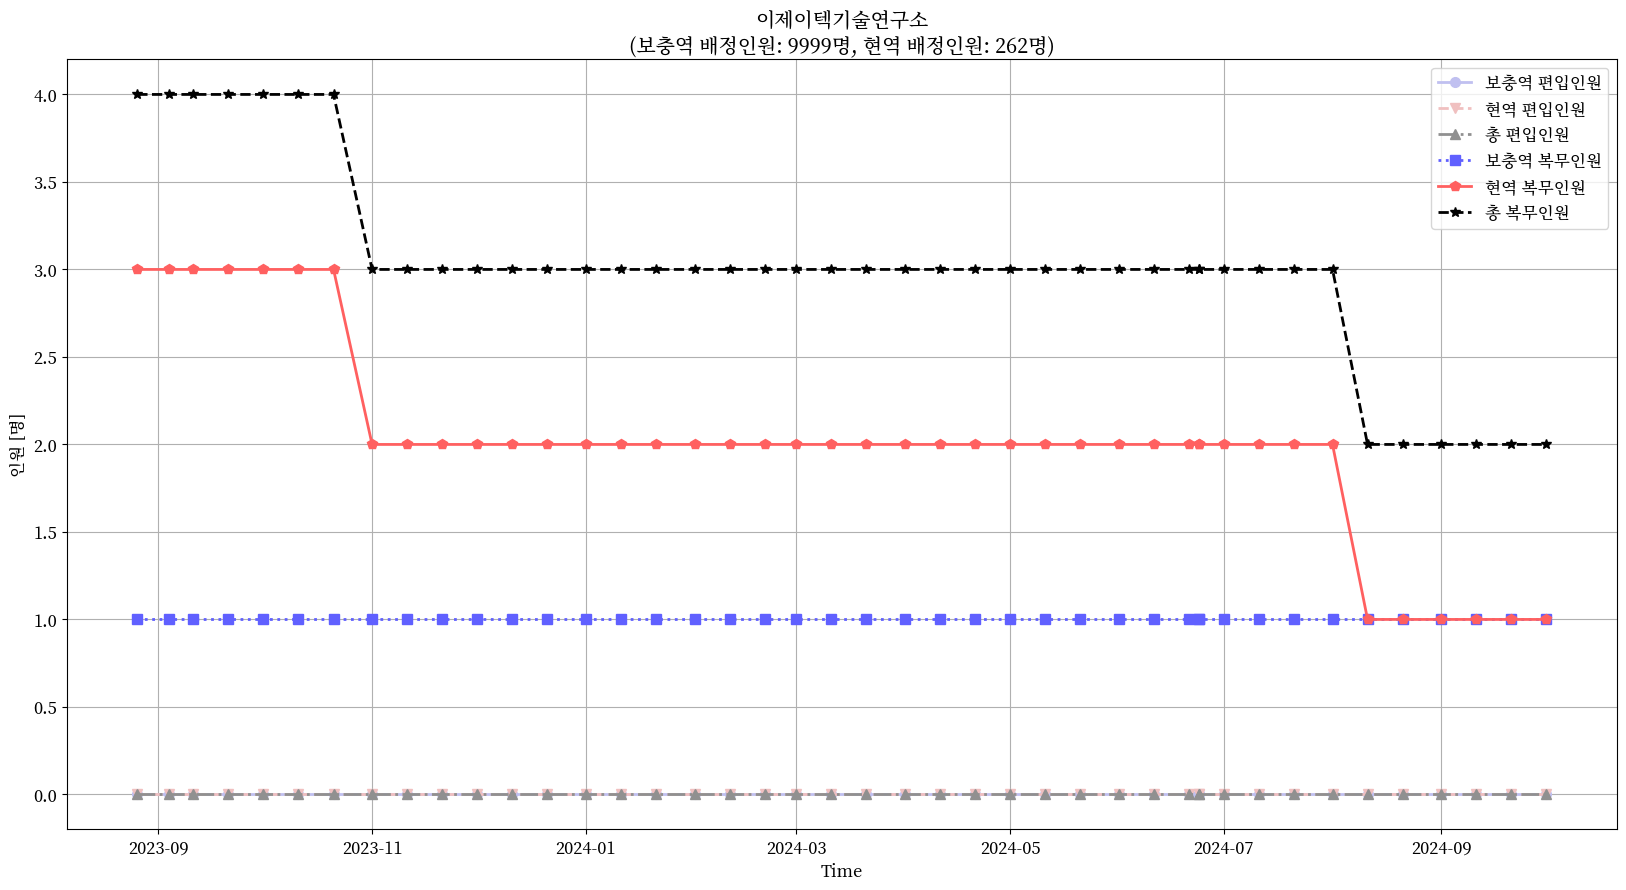 이제이텍기술연구소
(보충역 배정인원: 9999명, 현역 배정인원: 262명)
보충역 편입인원
현역 편입인원
총 편입인원
보충역 복무인원
현역 복무인원
총 복무인원
인원 [명]
4.0
3.5
3.0
2.5
2.0
1.5
1.0
0.5
0.0
2023-09
2023-11
2024-01
2024-03
2024-05
2024-07
2024-09
Time